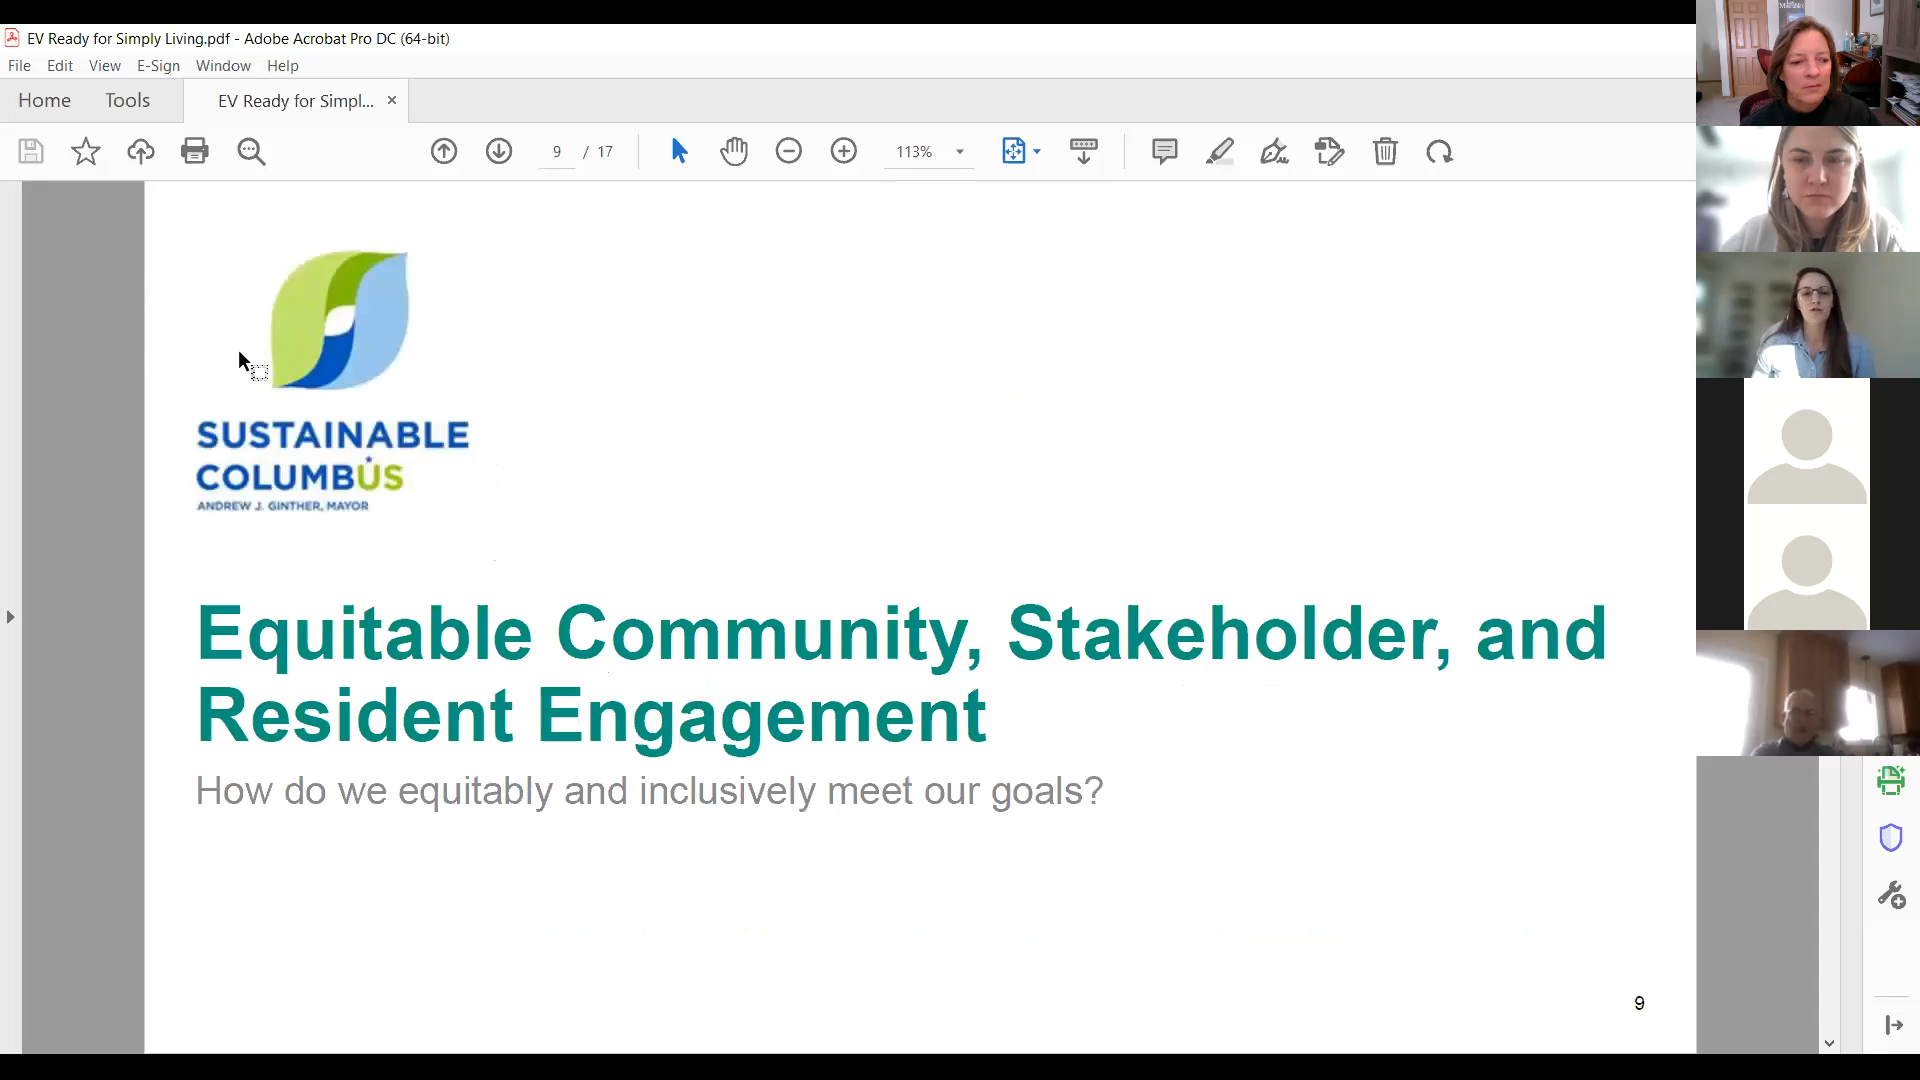 EV Ready for Simply Living.pdf - Adobe Acrobat Pro DC (64-bit)
File Edit View E-Sign Window Help
Home Tools EV Ready for Simpl... ×
9 / 17 113%
SUSTAINABLE
COLUMBUS
ANDREW J. GINTHER, MAYOR
Equitable Community, Stakeholder, and
Resident Engagement
How do we equitably and inclusively meet our goals?
9